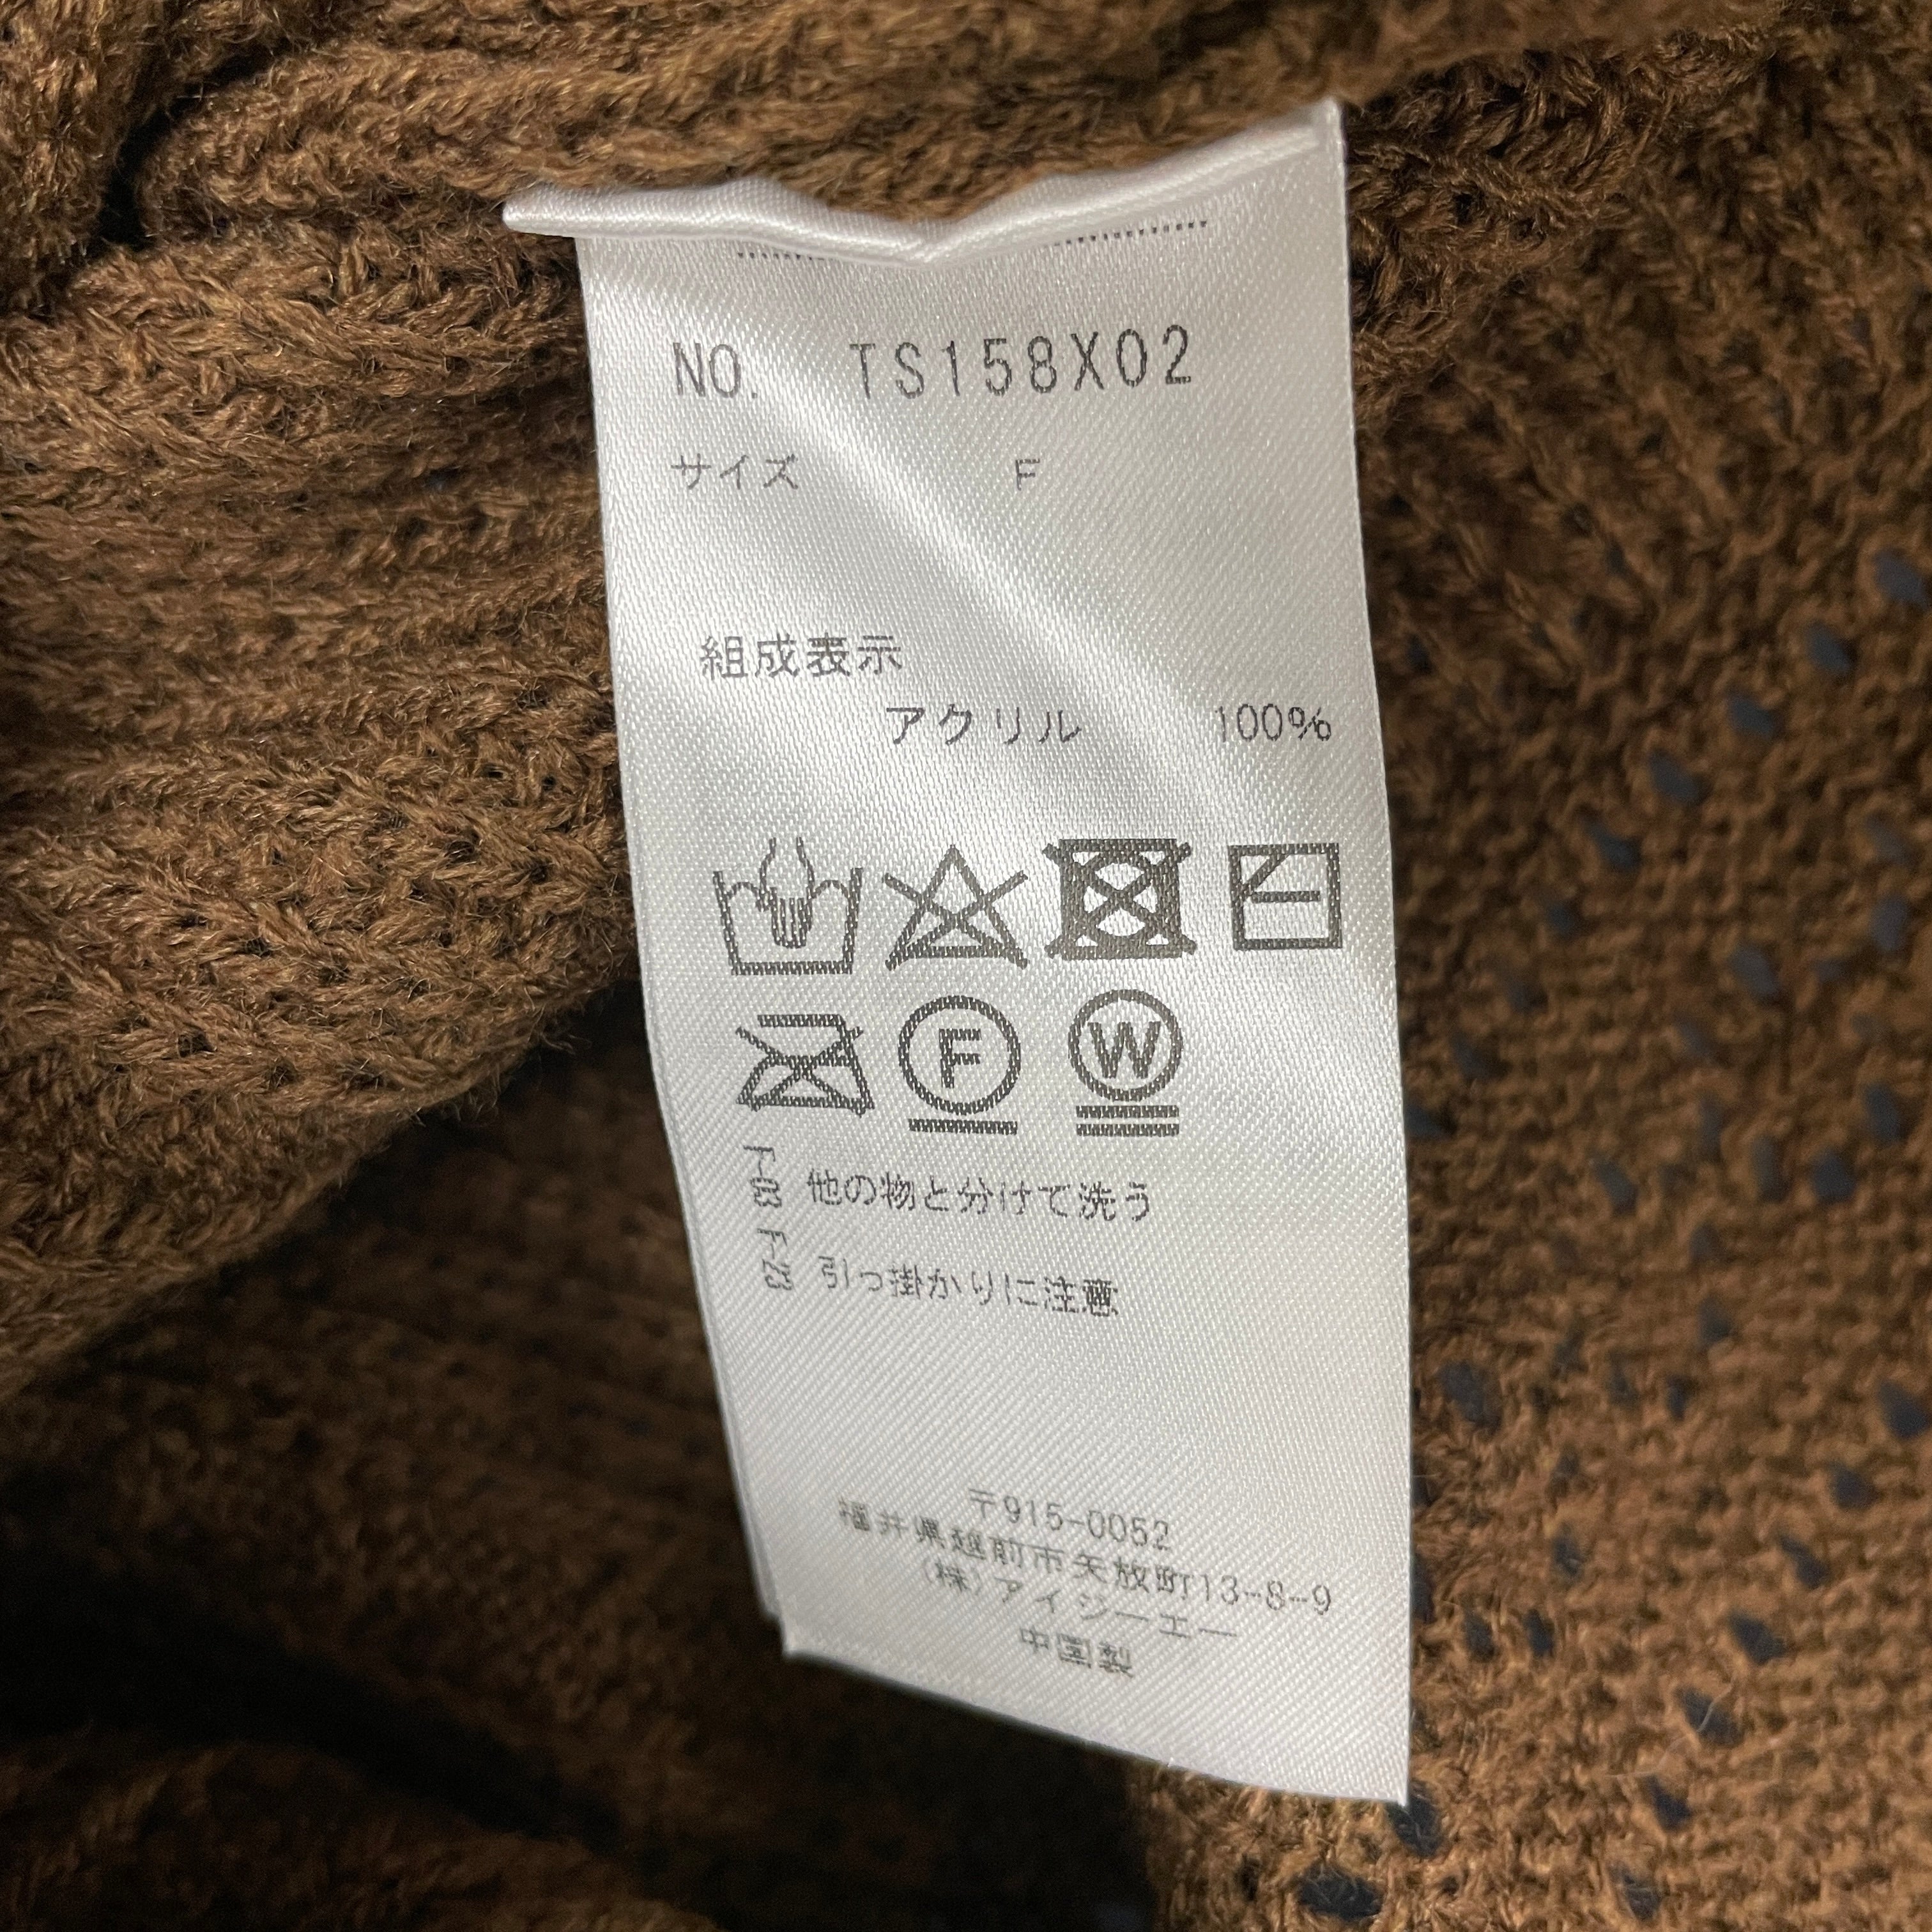 NO. TS158X02
サイズ F
組成表示
アクリル 100%
F
W
F-03 他の物と分けて洗う
F-23 引っ掛かりに注意
〒915-0052
福井県越前市矢放町13-8-9
(株)アイジーエー
中国製